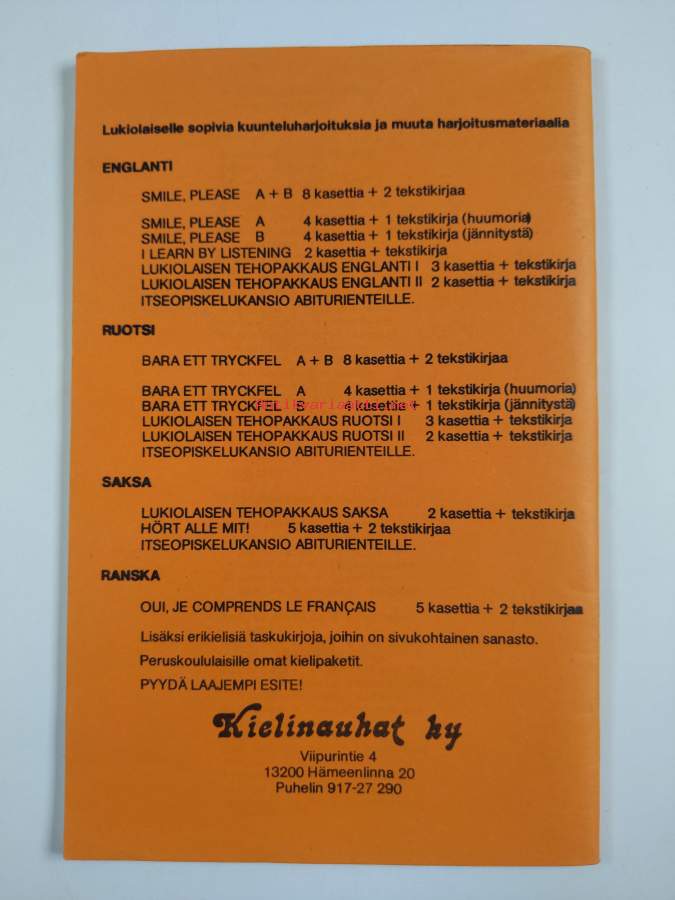 Lukiolaiselle sopivia kuunteluharjoituksia ja muuta harjoitusmateriaalia
ENGLANTI
SMILE, PLEASE A + B 8 kasettia + 2 tekstikirjaa
SMILE, PLEASE A 4 kasettia + 1 tekstikirja (huumoria)
SMILE, PLEASE B 4 kasettia + 1 tekstikirja (jännitystä)
I LEARN BY LISTENING 2 kasettia + tekstikirja
LUKIOLAISEN TEHOPAKKAUS ENGLANTI I 3 kasettia + tekstikirja
LUKIOLAISEN TEHOPAKKAUS ENGLANTI II 2 kasettia + tekstikirja
ITSEOPISKELUKANSIO ABITURIENTEILLE.
RUOTSI
BARA ETT TRYCKFEL A + B 8 kasettia + 2 tekstikirjaa
BARA ETT TRYCKFEL A 4 kasettia + 1 tekstikirja (huumoria)
BARA ETT TRYCKFEL B 4 kasettia + 1 tekstikirja (jännitystä)
LUKIOLAISEN TEHOPAKKAUS RUOTSI I 3 kasettia + tekstikirja
LUKIOLAISEN TEHOPAKKAUS RUOTSI II 2 kasettia + tekstikirja
ITSEOPISKELUKANSIO ABITURIENTEILLE.
SAKSA
LUKIOLAISEN TEHOPAKKAUS SAKSA 2 kasettia + tekstikirja
HÖRT ALLE MIT! 5 kasettia + 2 tekstikirjaa
ITSEOPISKELUKANSIO ABITURIENTEILLE.
RANSKA
OUI, JE COMPRENDS LE FRANÇAIS 5 kasettia + 2 tekstikirjaa
Lisäksi erikielisiä taskukirjoja, joihin on sivukohtainen sanasto.
Peruskoululaisille omat kielipaketit.
PYYDÄ LAAJEMPI ESITE!
Kielinauhat ky
Viipurintie 4
13200 Hämeenlinna 20
Puhelin 917-27 290